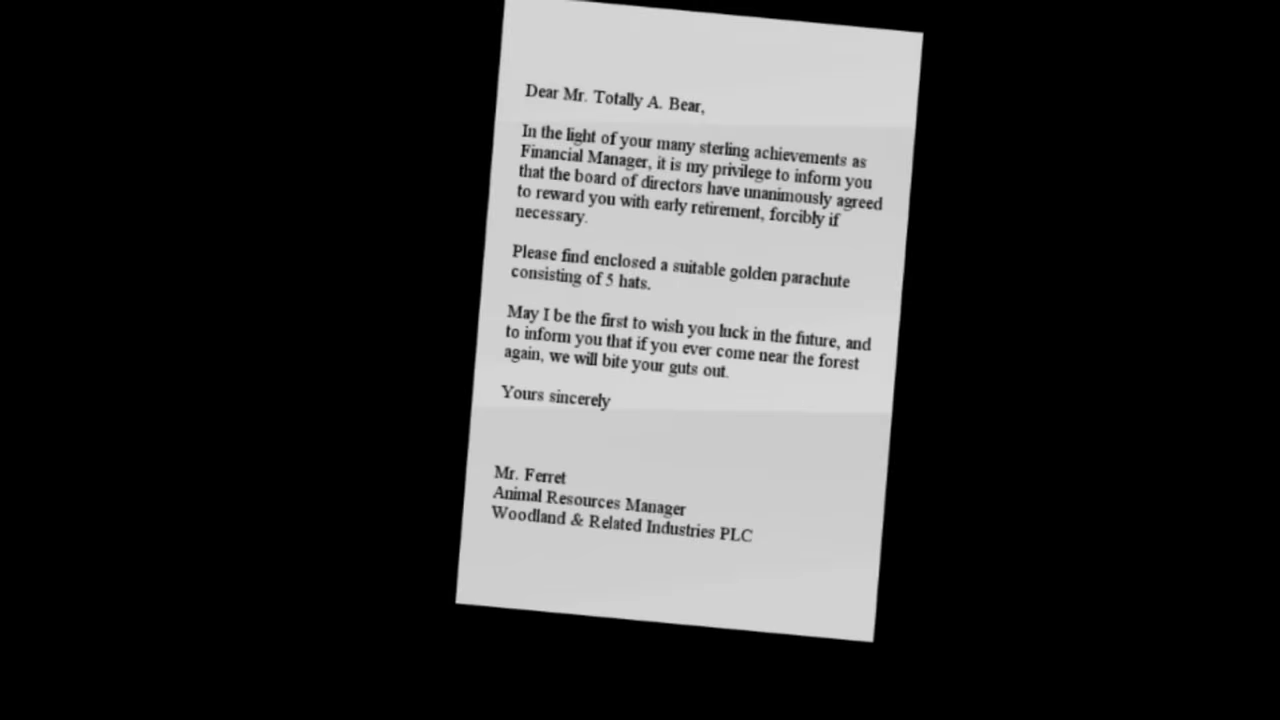 Dear Mr. Totally A. Bear,
In the light of your many sterling achievements as
Financial Manager, it is my privilege to inform you
that the board of directors have unanimously agreed
to reward you with early retirement, forcibly if
necessary.
Please find enclosed a suitable golden parachute
consisting of 5 hats.
May I be the first to wish you luck in the future, and
to inform you that if you ever come near the forest
again, we will bite your guts out.
Yours sincerely
Mr. Ferret
Animal Resources Manager
Woodland & Related Industries PLC